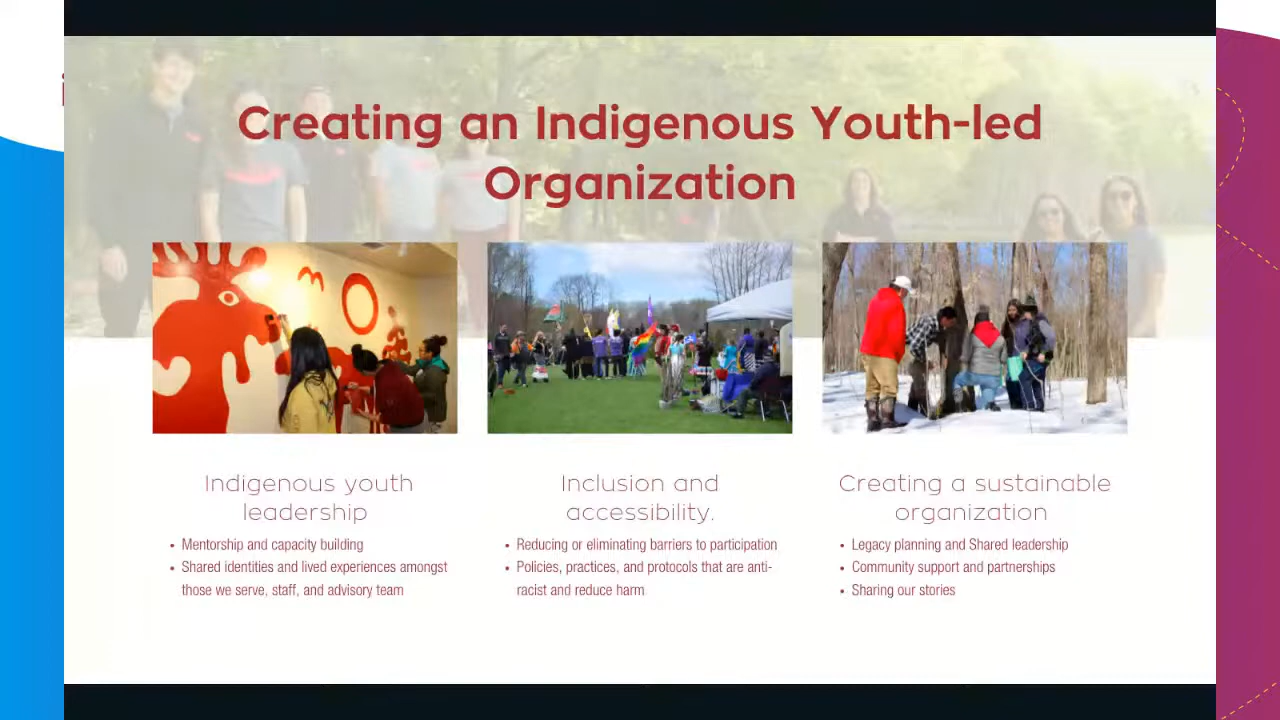 Creating an Indigenous Youth-led
Organization
Indigenous youth
leadership
• Mentorship and capacity building
• Shared identities and lived experiences amongst
those we serve, staff, and advisory team
Inclusion and
accessibility.
• Reducing or eliminating barriers to participation
• Policies, practices, and protocols that are anti-
racist and reduce harm
Creating a sustainable
organization
• Legacy planning and Shared leadership
• Community support and partnerships
• Sharing our stories